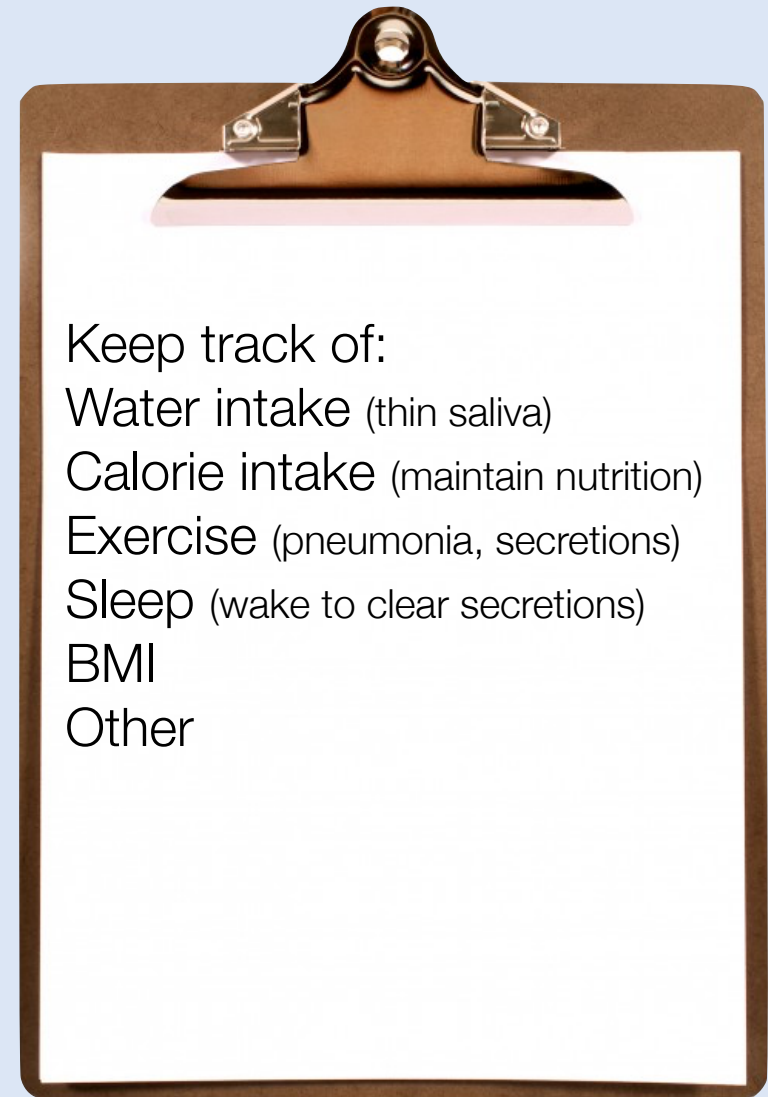 Keep track of:
Water intake (thin saliva)
Calorie intake (maintain nutrition)
Exercise (pneumonia, secretions)
Sleep (wake to clear secretions)
BMI
Other